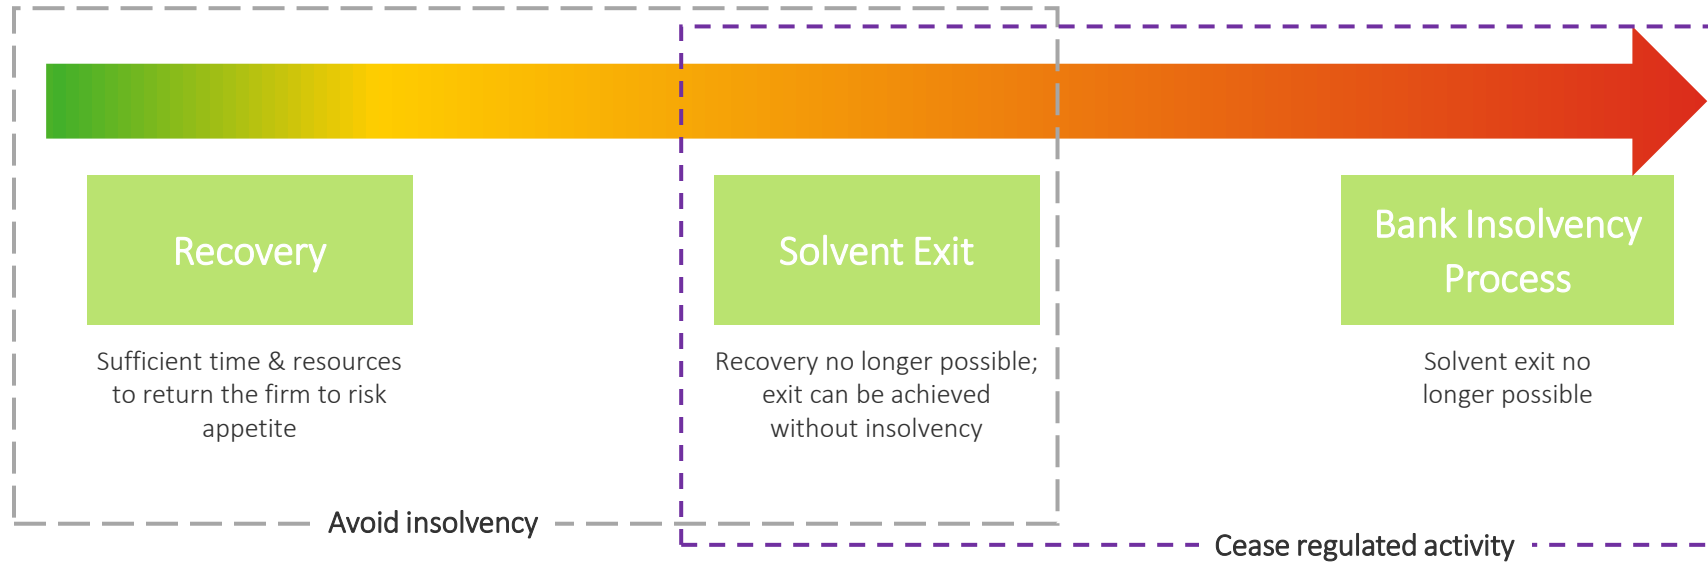 Recovery
Sufficient time & resources
to return the firm to risk
appetite
Solvent Exit
Recovery no longer possible;
exit can be achieved
without insolvency
Bank Insolvency
Process
Solvent exit no
longer possible
Avoid insolvency
Cease regulated activity